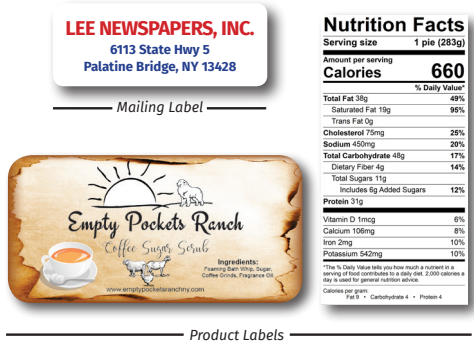 LEE NEWSPAPERS, INC.
6113 State Hwy 5
Palatine Bridge, NY 13428
Mailing Label
Empty Pockets Ranch
Coffee Sugar Scrub
Ingredients:
Foaming Bath Whip, Sugar,
Coffee Grinds, Fragrance Oil
www.emptypocketsranchny.com
Nutrition Facts
Serving size 1 pie (283g)
Amount per serving
Calories 660
% Daily Value*
Total Fat 38g 49%
Saturated Fat 19g 95%
Trans Fat 0g
Cholesterol 75mg 25%
Sodium 450mg 20%
Total Carbohydrate 48g 17%
Dietary Fiber 4g 14%
Total Sugars 11g
Includes 6g Added Sugars 12%
Protein 31g
Vitamin D 1mcg 6%
Calcium 106mg 8%
Iron 2mg 10%
Potassium 542mg 10%
*The % Daily Value tells you how much a nutrient in a
serving of food contributes to a daily diet. 2,000 calories a
day is used for general nutrition advice.
Calories per gram:
Fat 9 • Carbohydrate 4 • Protein 4
Product Labels